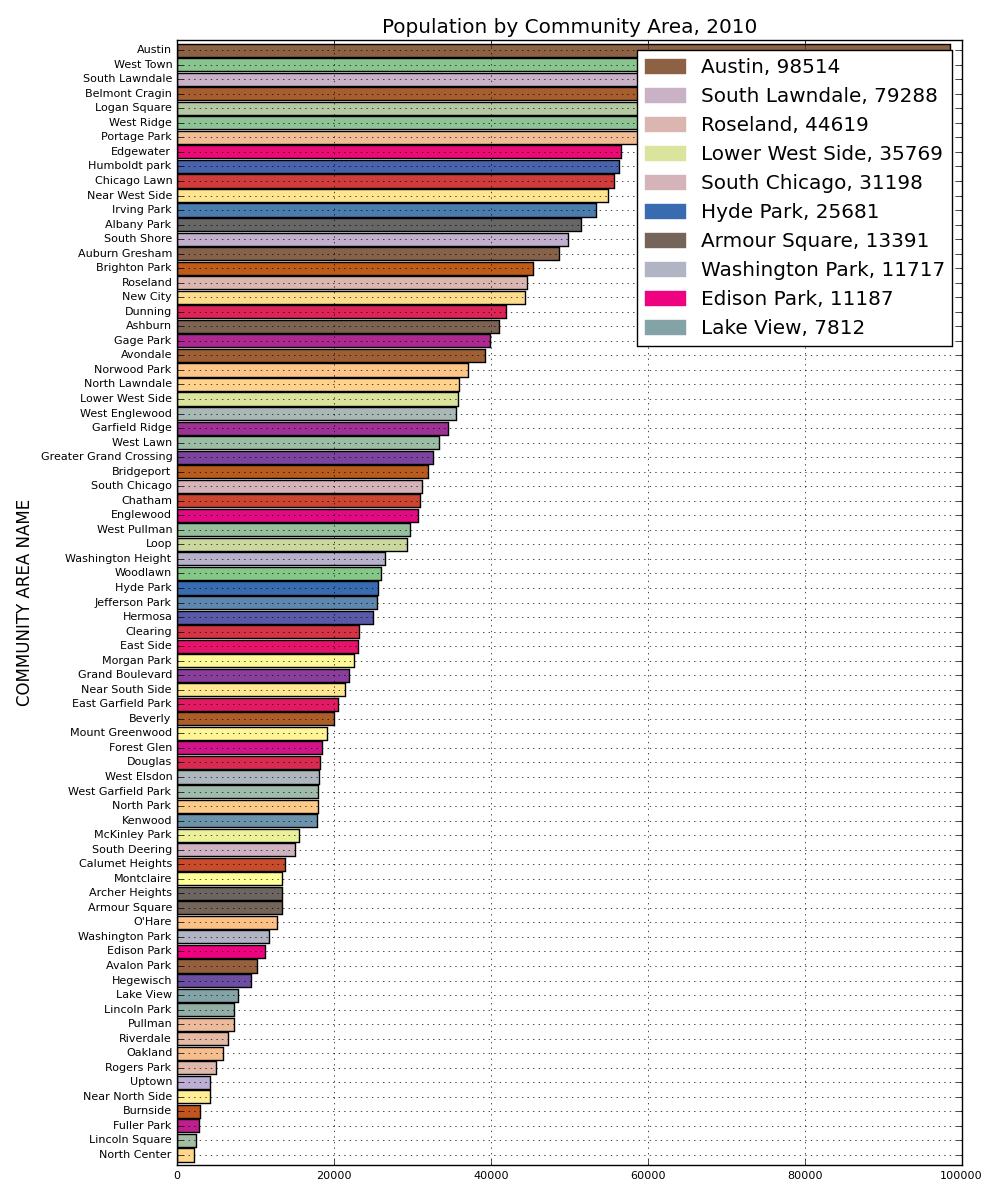 Population by Community Area, 2010
COMMUNITY AREA NAME
Austin
West Town
South Lawndale
Belmont Cragin
Logan Square
West Ridge
Portage Park
Edgewater
Humboldt park
Chicago Lawn
Near West Side
Irving Park
Albany Park
South Shore
Auburn Gresham
Brighton Park
Roseland
New City
Dunning
Ashburn
Gage Park
Avondale
Norwood Park
North Lawndale
Lower West Side
West Englewood
Garfield Ridge
West Lawn
Greater Grand Crossing
Bridgeport
South Chicago
Chatham
Englewood
West Pullman
Loop
Washington Height
Woodlawn
Hyde Park
Jefferson Park
Hermosa
Clearing
East Side
Morgan Park
Grand Boulevard
Near South Side
East Garfield Park
Beverly
Mount Greenwood
Forest Glen
Douglas
West Elsdon
West Garfield Park
North Park
Kenwood
McKinley Park
South Deering
Calumet Heights
Montclaire
Archer Heights
Armour Square
O'Hare
Washington Park
Edison Park
Avalon Park
Hegewisch
Lake View
Lincoln Park
Pullman
Riverdale
Oakland
Rogers Park
Uptown
Near North Side
Burnside
Fuller Park
Lincoln Square
North Center
Austin, 98514
South Lawndale, 79288
Roseland, 44619
Lower West Side, 35769
South Chicago, 31198
Hyde Park, 25681
Armour Square, 13391
Washington Park, 11717
Edison Park, 11187
Lake View, 7812
0 20000 40000 60000 80000 100000